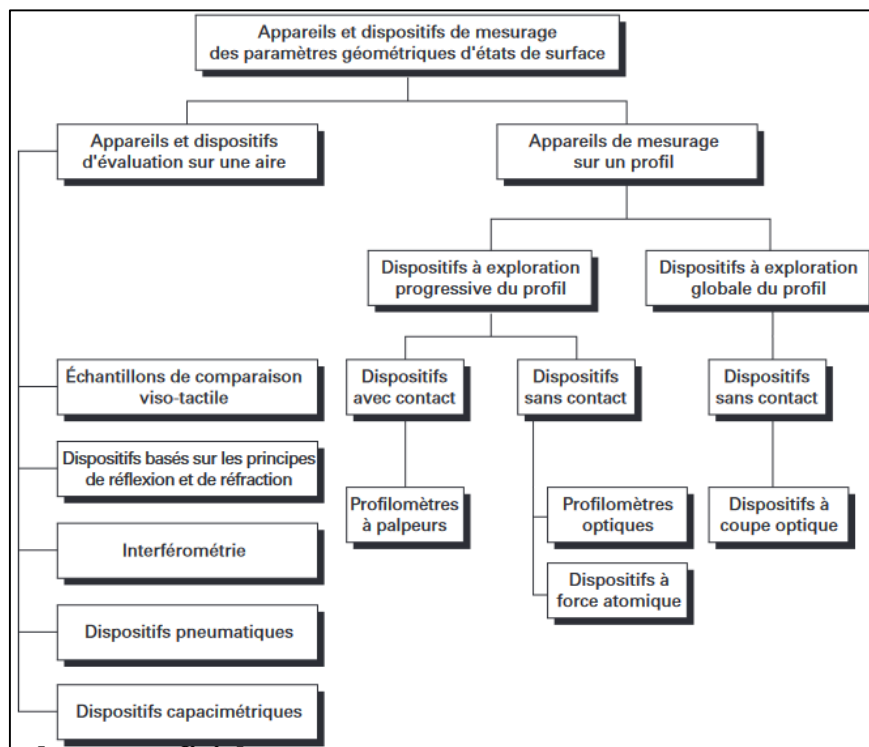 Appareils et dispositifs de mesurage
des paramètres géométriques d'états de surface
Appareils et dispositifs
d'évaluation sur une aire
Appareils de mesurage
sur un profil
Dispositifs à exploration
progressive du profil
Dispositifs à exploration
globale du profil
Échantillons de comparaison
viso-tactile
Dispositifs
avec contact
Dispositifs
sans contact
Dispositifs
sans contact
Dispositifs basés sur les principes
de réflexion et de réfraction
Profilomètres
à palpeurs
Profilomètres
optiques
Dispositifs à
coupe optique
Interférométrie
Dispositifs à
force atomique
Dispositifs pneumatiques
Dispositifs capacimétriques